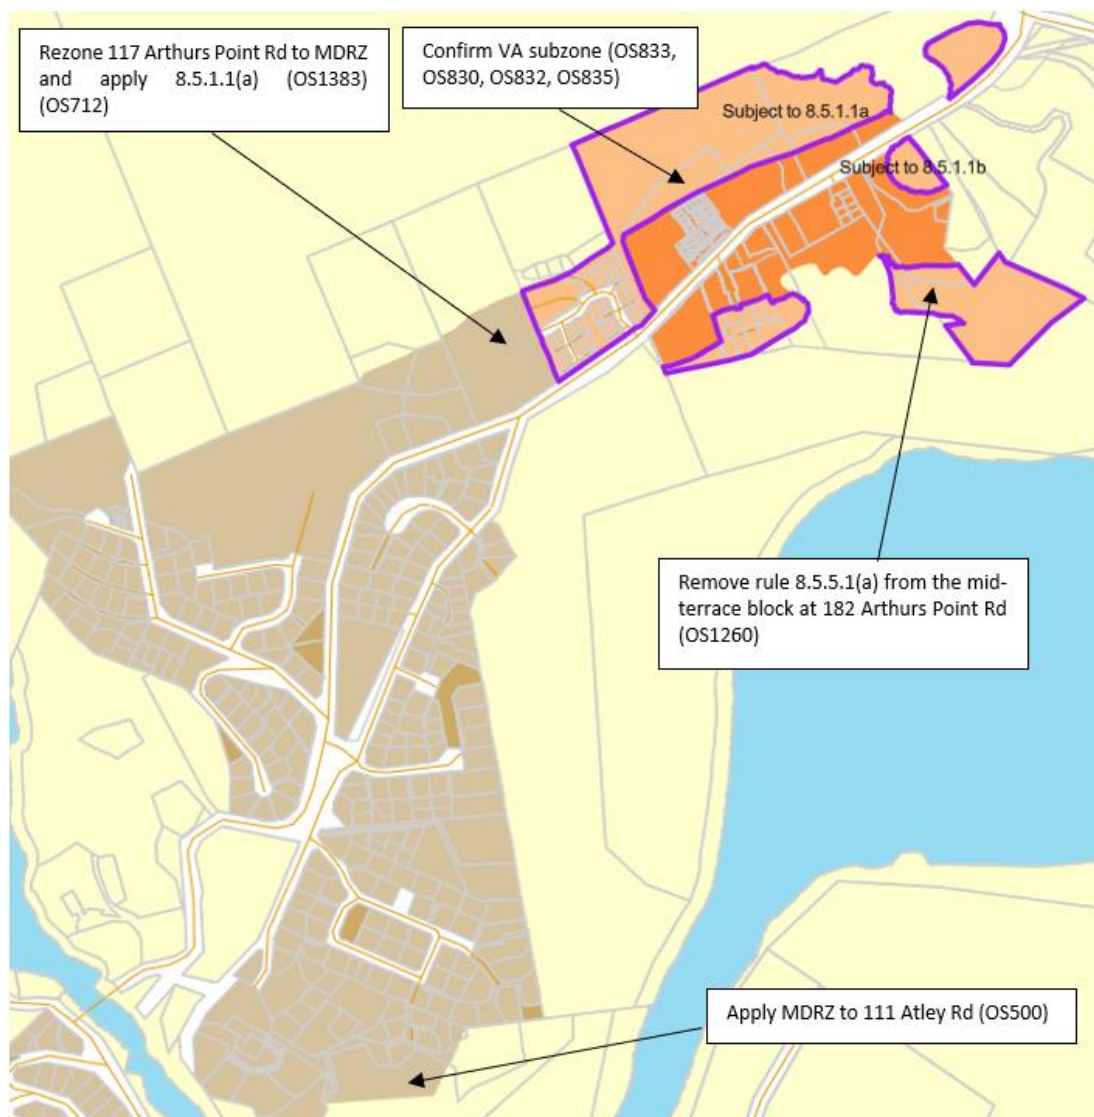 Rezone 117 Arthurs Point Rd to MDRZ
and apply 8.5.1.1(a) (OS1383)
(OS712)
Confirm VA subzone (OS833,
OS830, OS832, OS835)
Subject to 8.5.1.1a
Subject to 8.5.1.1b
Remove rule 8.5.5.1(a) from the mid-
terrace block at 182 Arthurs Point Rd
(OS1260)
Apply MDRZ to 111 Atley Rd (OS500)